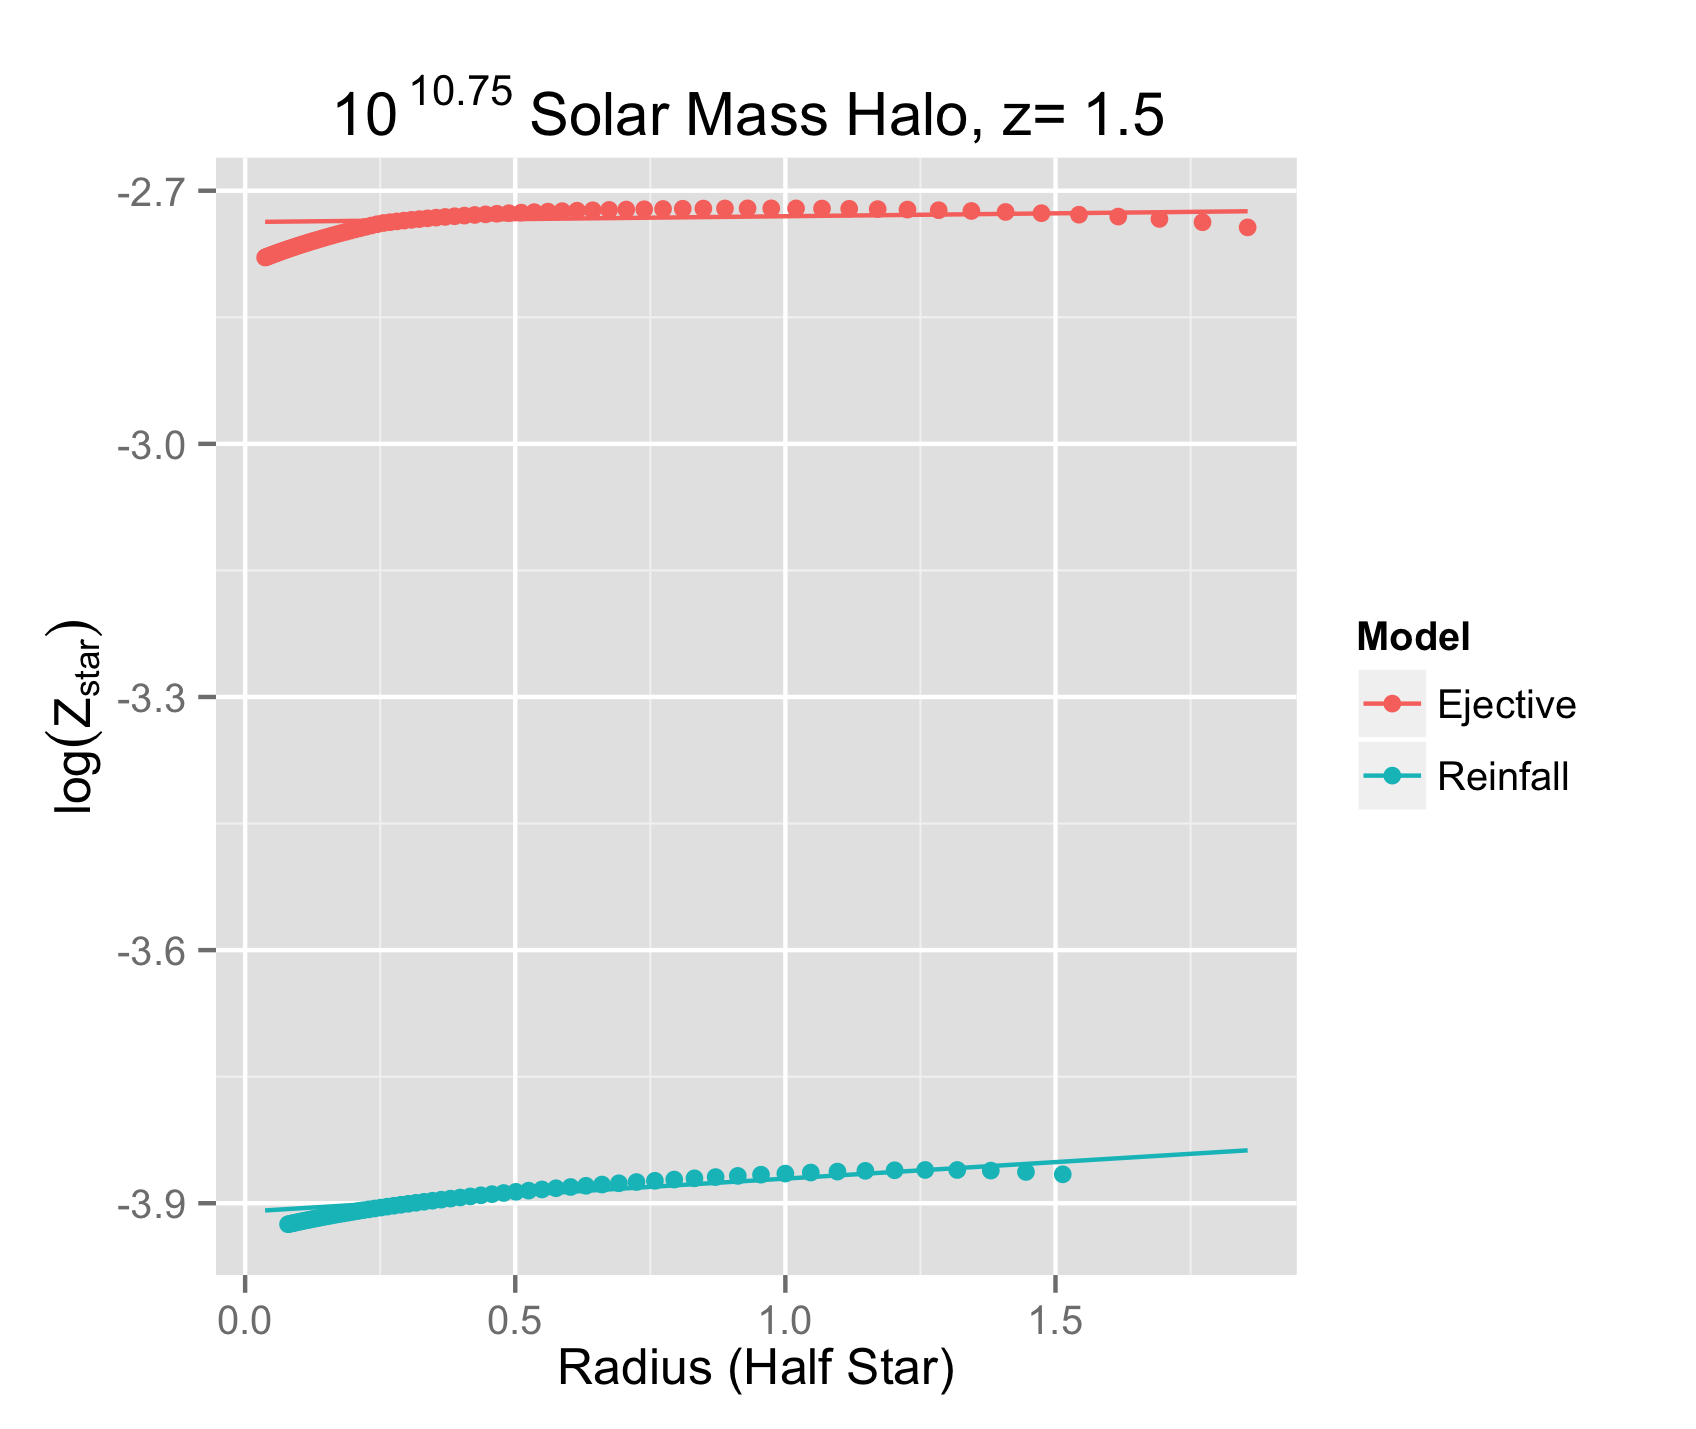 10^10.75 Solar Mass Halo, z= 1.5
-2.7
-3.0
-3.3
-3.6
-3.9
log(Z_star)
0.0 0.5 1.0 1.5
Radius (Half Star)
Model
Ejective
Reinfall